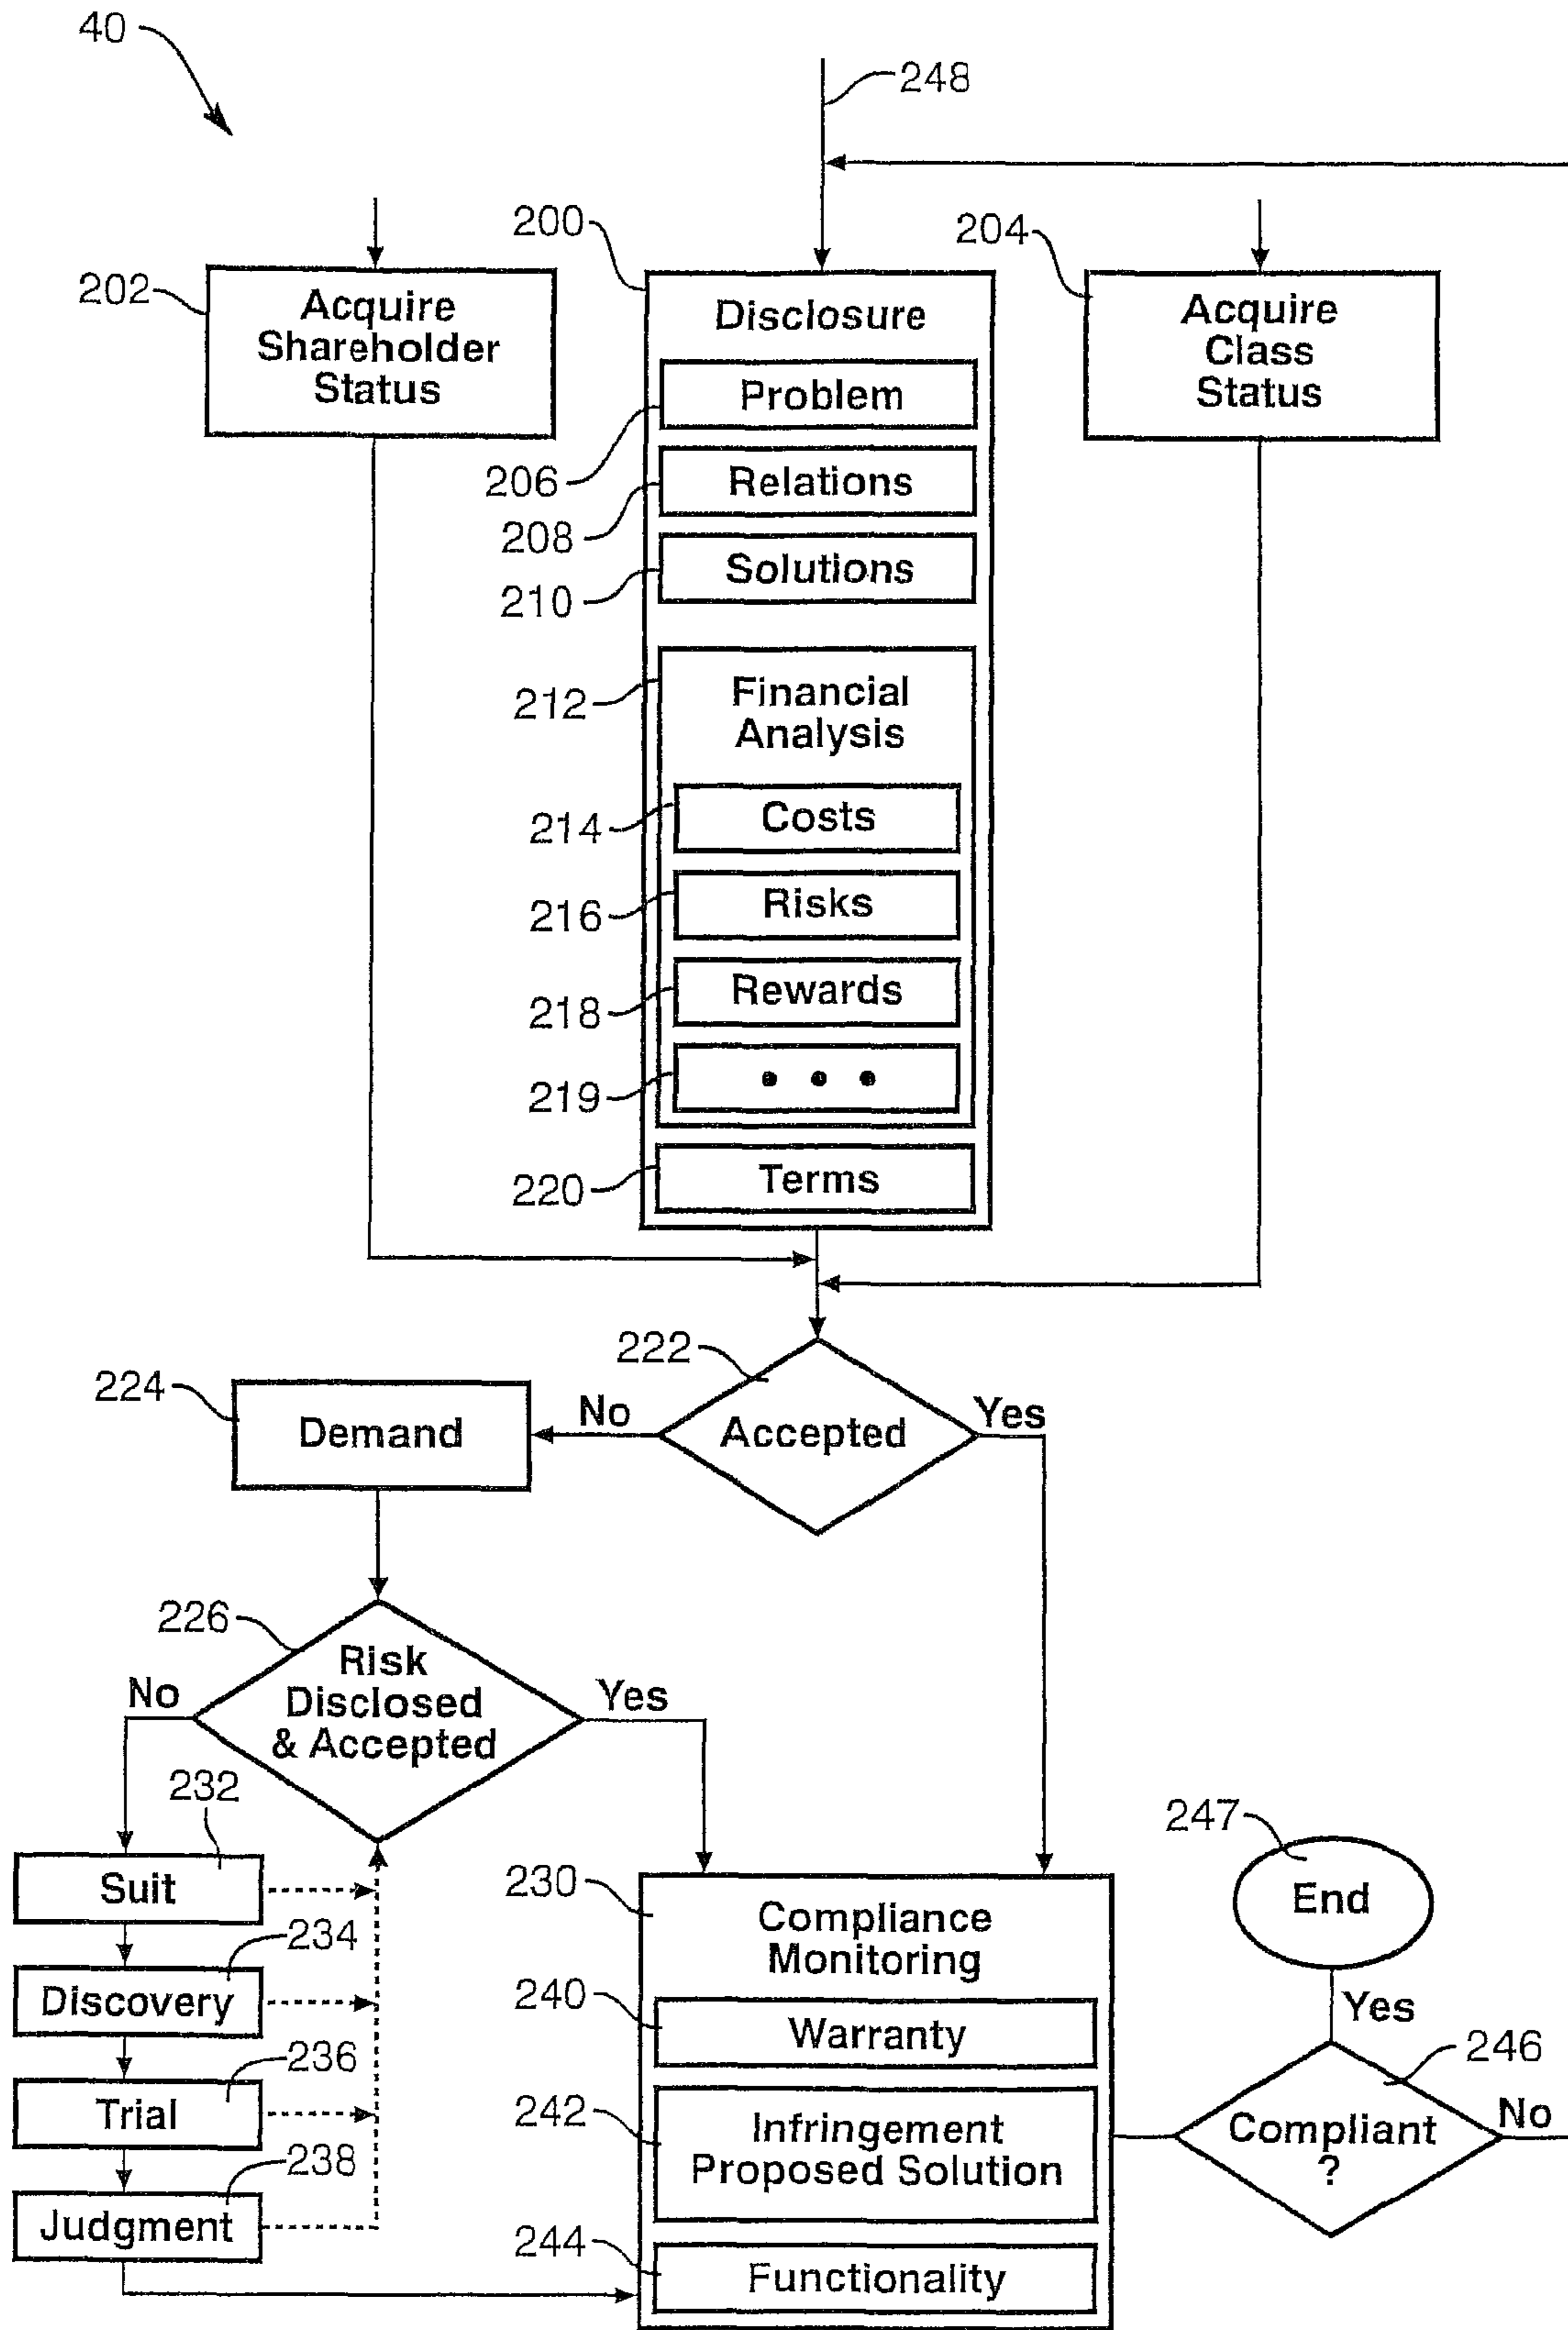 40
248
200
204
202
Acquire
Shareholder
Status
Disclosure
Acquire
Class
Status
Problem
206
Relations
208
Solutions
210
212
Financial
Analysis
214
Costs
216
Risks
218
Rewards
219
• • •
220
Terms
222
224
Demand
No
Accepted
Yes
226
Risk
Disclosed
& Accepted
No
Yes
232
Suit
234
Discovery
236
Trial
238
Judgment
230
Compliance
Monitoring
240
Warranty
242
Infringement
Proposed Solution
244
Functionality
247
End
Yes
246
Compliant
?
No